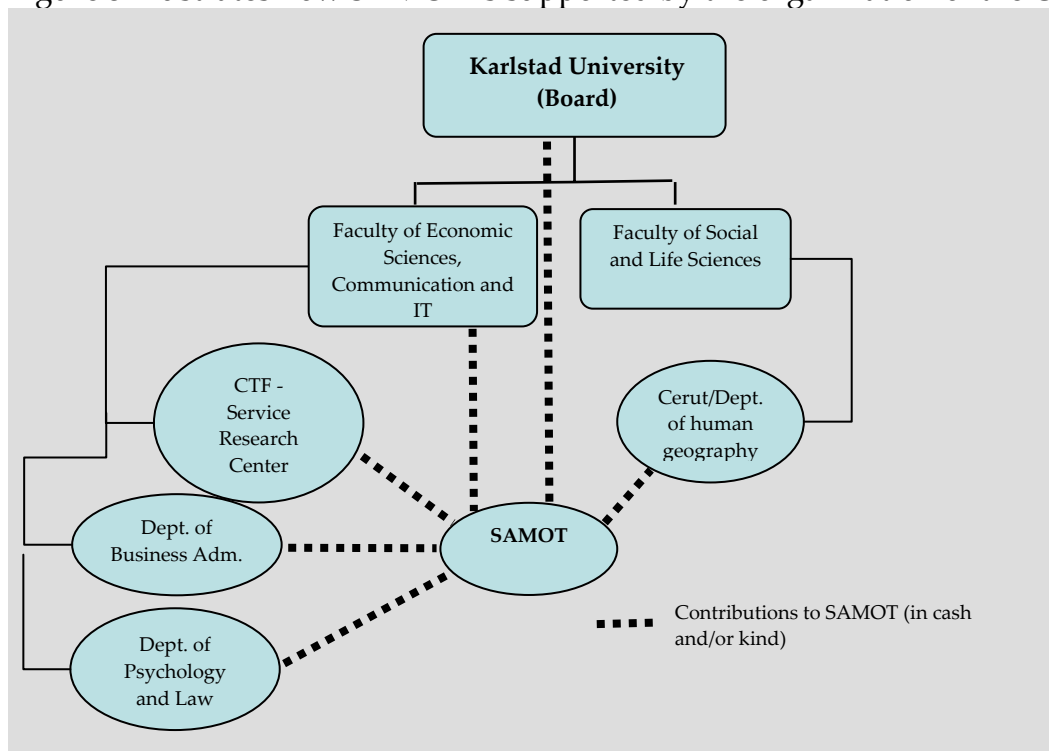 Karlstad University
(Board)
Faculty of Economic
Sciences,
Communication and
IT
Faculty of Social
and Life Sciences
CTF -
Service
Research
Center
Cerut/Dept.
of human
geography
Dept. of
Business Adm.
SAMOT
Dept. of
Psychology
and Law
Contributions to SAMOT (in cash
and/or kind)